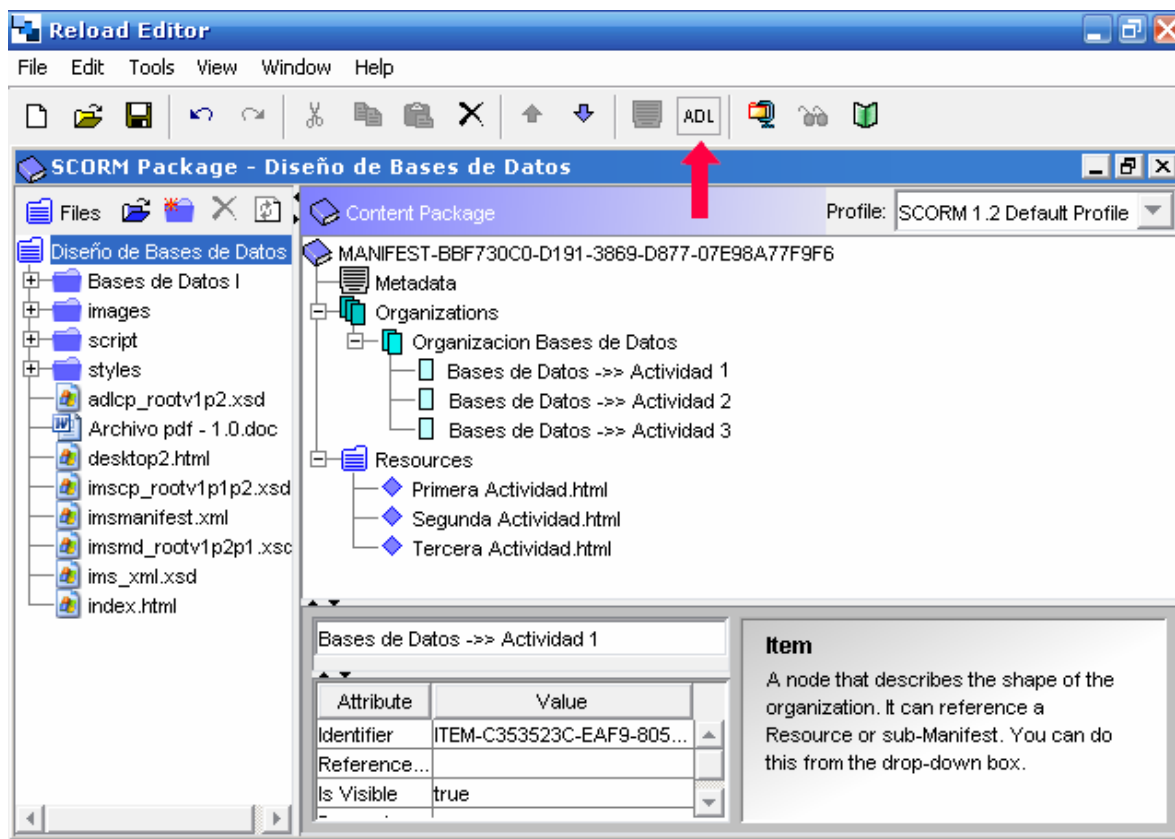 Reload Editor
File Edit Tools View Window Help
ADL
SCORM Package - Diseño de Bases de Datos
Files
Content Package
Profile: SCORM 1.2 Default Profile
Diseño de Bases de Datos
Bases de Datos I
images
script
styles
adlcp_rootv1p2.xsd
Archivo pdf - 1.0.doc
desktop2.html
imscp_rootv1p1p2.xsd
imsmanifest.xml
imsmd_rootv1p2p1.xsc
ims_xml.xsd
index.html
MANIFEST-BBF730C0-D191-3869-D877-07E98A77F9F6
Metadata
Organizations
Organizacion Bases de Datos
Bases de Datos ->> Actividad 1
Bases de Datos ->> Actividad 2
Bases de Datos ->> Actividad 3
Resources
Primera Actividad.html
Segunda Actividad.html
Tercera Actividad.html
Bases de Datos ->> Actividad 1
Attribute Value
Identifier ITEM-C353523C-EAF9-805...
Reference...
Is Visible true
Item
A node that describes the shape of the
organization. It can reference a
Resource or sub-Manifest. You can do
this from the drop-down box.